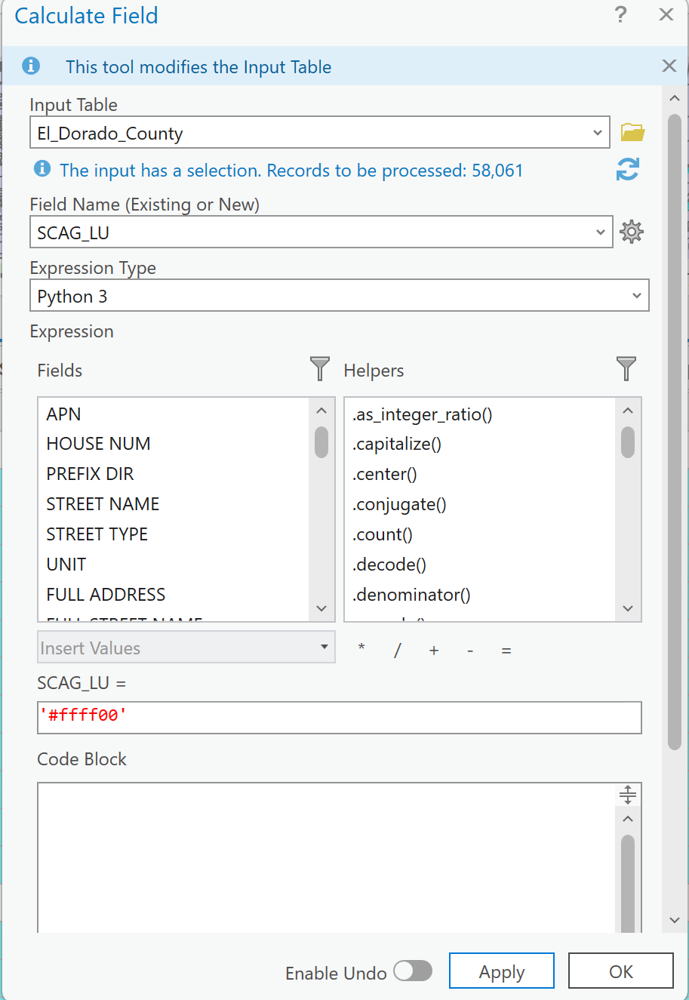 Calculate Field
?
This tool modifies the Input Table
Input Table
El_Dorado_County
The input has a selection. Records to be processed: 58,061
Field Name (Existing or New)
SCAG_LU
Expression Type
Python 3
Expression
Fields
Helpers
APN
HOUSE NUM
PREFIX DIR
STREET NAME
STREET TYPE
UNIT
FULL ADDRESS
FULL STREET NAME
.as_integer_ratio()
.capitalize()
.center()
.conjugate()
.count()
.decode()
.denominator()
Insert Values
* / + - =
SCAG_LU =
'#ffff00'
Code Block
Enable Undo
Apply
OK